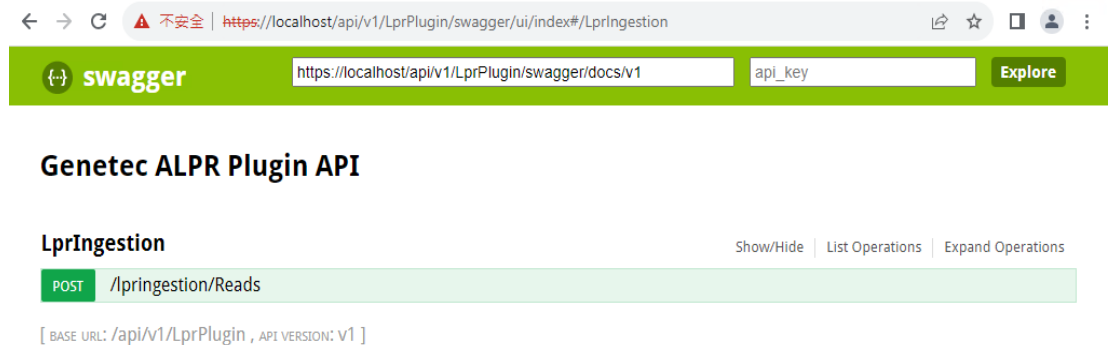 不安全 | https://localhost/api/v1/LprPlugin/swagger/ui/index#/LprIngestion
{···} swagger https://localhost/api/v1/LprPlugin/swagger/docs/v1 api_key Explore
Genetec ALPR Plugin API
LprIngestion Show/Hide | List Operations | Expand Operations
POST /lpringestion/Reads
[ BASE URL: /api/v1/LprPlugin , API VERSION: v1 ]